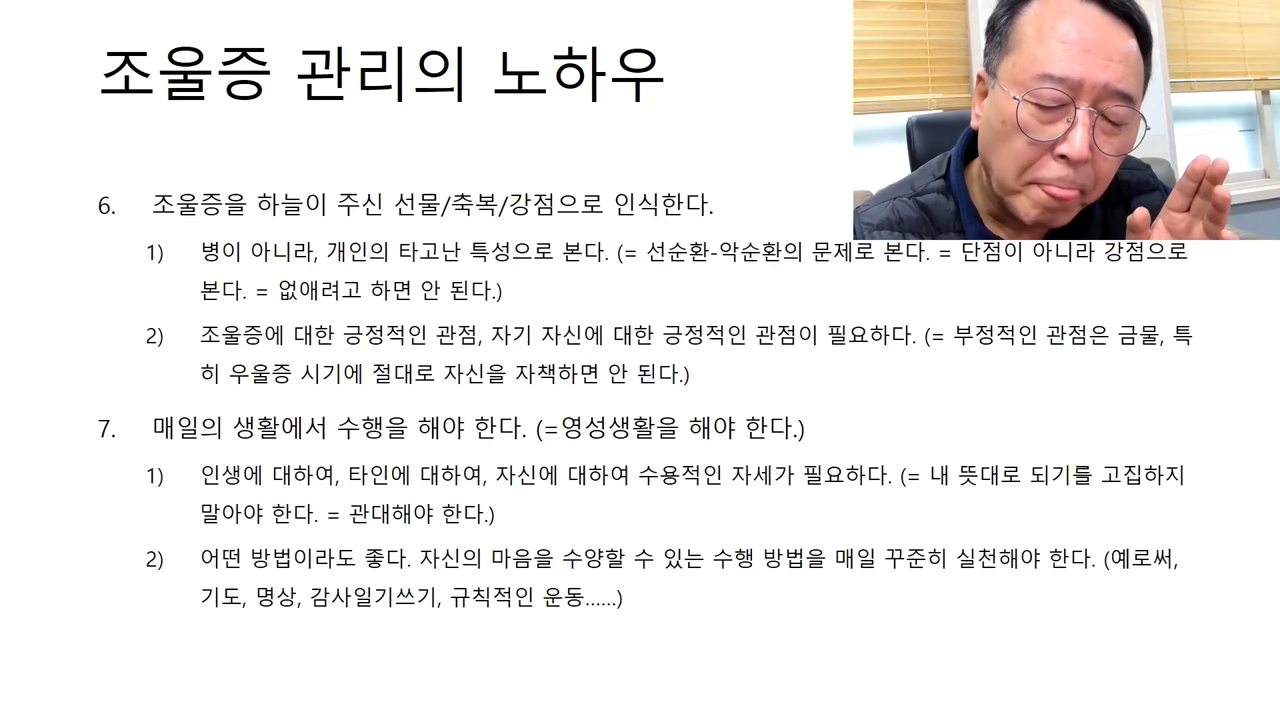 조울증 관리의 노하우
6. 조울증을 하늘이 주신 선물/축복/강점으로 인식한다.
1) 병이 아니라, 개인의 타고난 특성으로 본다. (= 선순환-악순환의 문제로 본다. = 단점이 아니라 강점으로
본다. = 없애려고 하면 안 된다.)
2) 조울증에 대한 긍정적인 관점, 자기 자신에 대한 긍정적인 관점이 필요하다. (= 부정적인 관점은 금물, 특
히 우울증 시기에 절대로 자신을 자책하면 안 된다.)
7. 매일의 생활에서 수행을 해야 한다. (=영성생활을 해야 한다.)
1) 인생에 대하여, 타인에 대하여, 자신에 대하여 수용적인 자세가 필요하다. (= 내 뜻대로 되기를 고집하지
말아야 한다. = 관대해야 한다.)
2) 어떤 방법이라도 좋다. 자신의 마음을 수양할 수 있는 수행 방법을 매일 꾸준히 실천해야 한다. (예로써,
기도, 명상, 감사일기쓰기, 규칙적인 운동......)